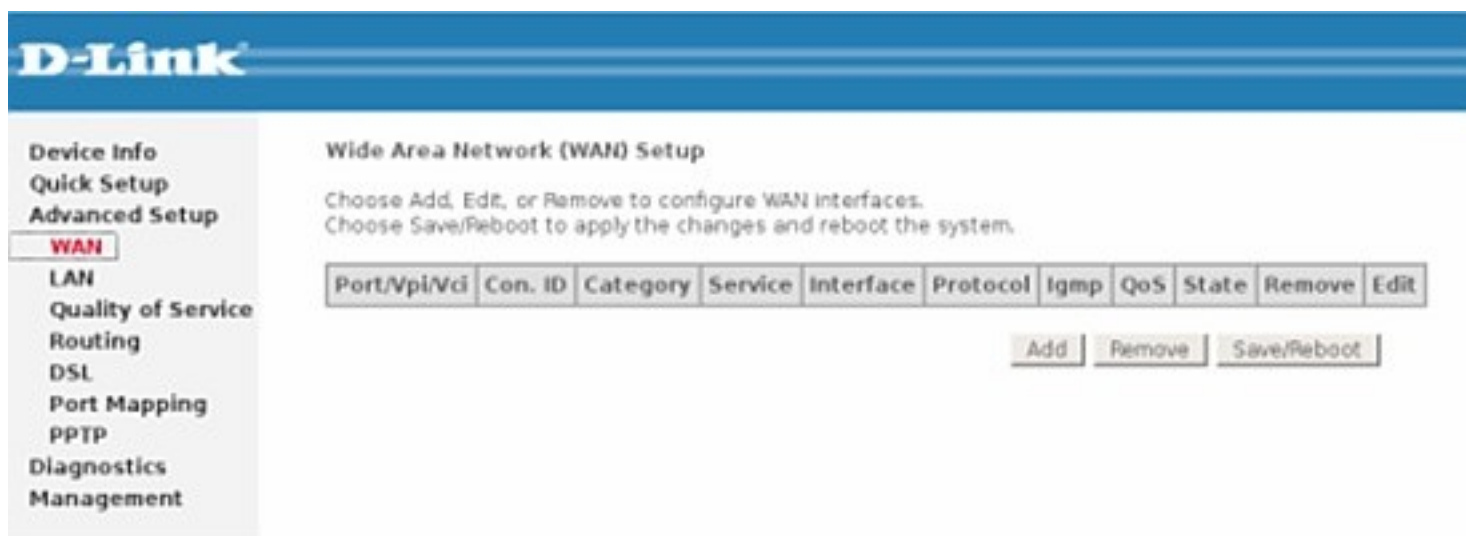 D-Link
Device Info
Quick Setup
Advanced Setup
WAN
LAN
Quality of Service
Routing
DSL
Port Mapping
PPTP
Diagnostics
Management
Wide Area Network (WAN) Setup
Choose Add, Edit, or Remove to configure WAN interfaces.
Choose Save/Reboot to apply the changes and reboot the system.
Port/Vpi/Vci Con. ID Category Service Interface Protocol Igmp QoS State Remove Edit
Add Remove Save/Reboot